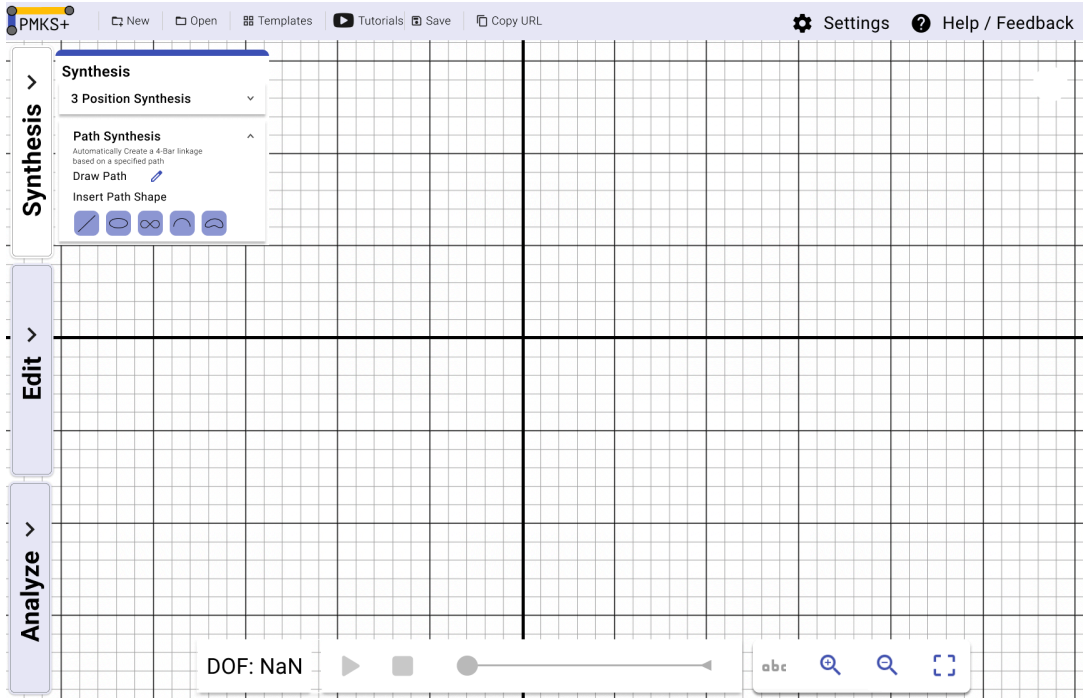 PMKS+ New Open Templates Tutorials Save Copy URL Settings Help / Feedback
Synthesis
Synthesis
3 Position Synthesis
Path Synthesis
Automatically Create a 4-Bar linkage
based on a specified path
Draw Path
Insert Path Shape
Edit
Analyze
DOF: NaN
abc